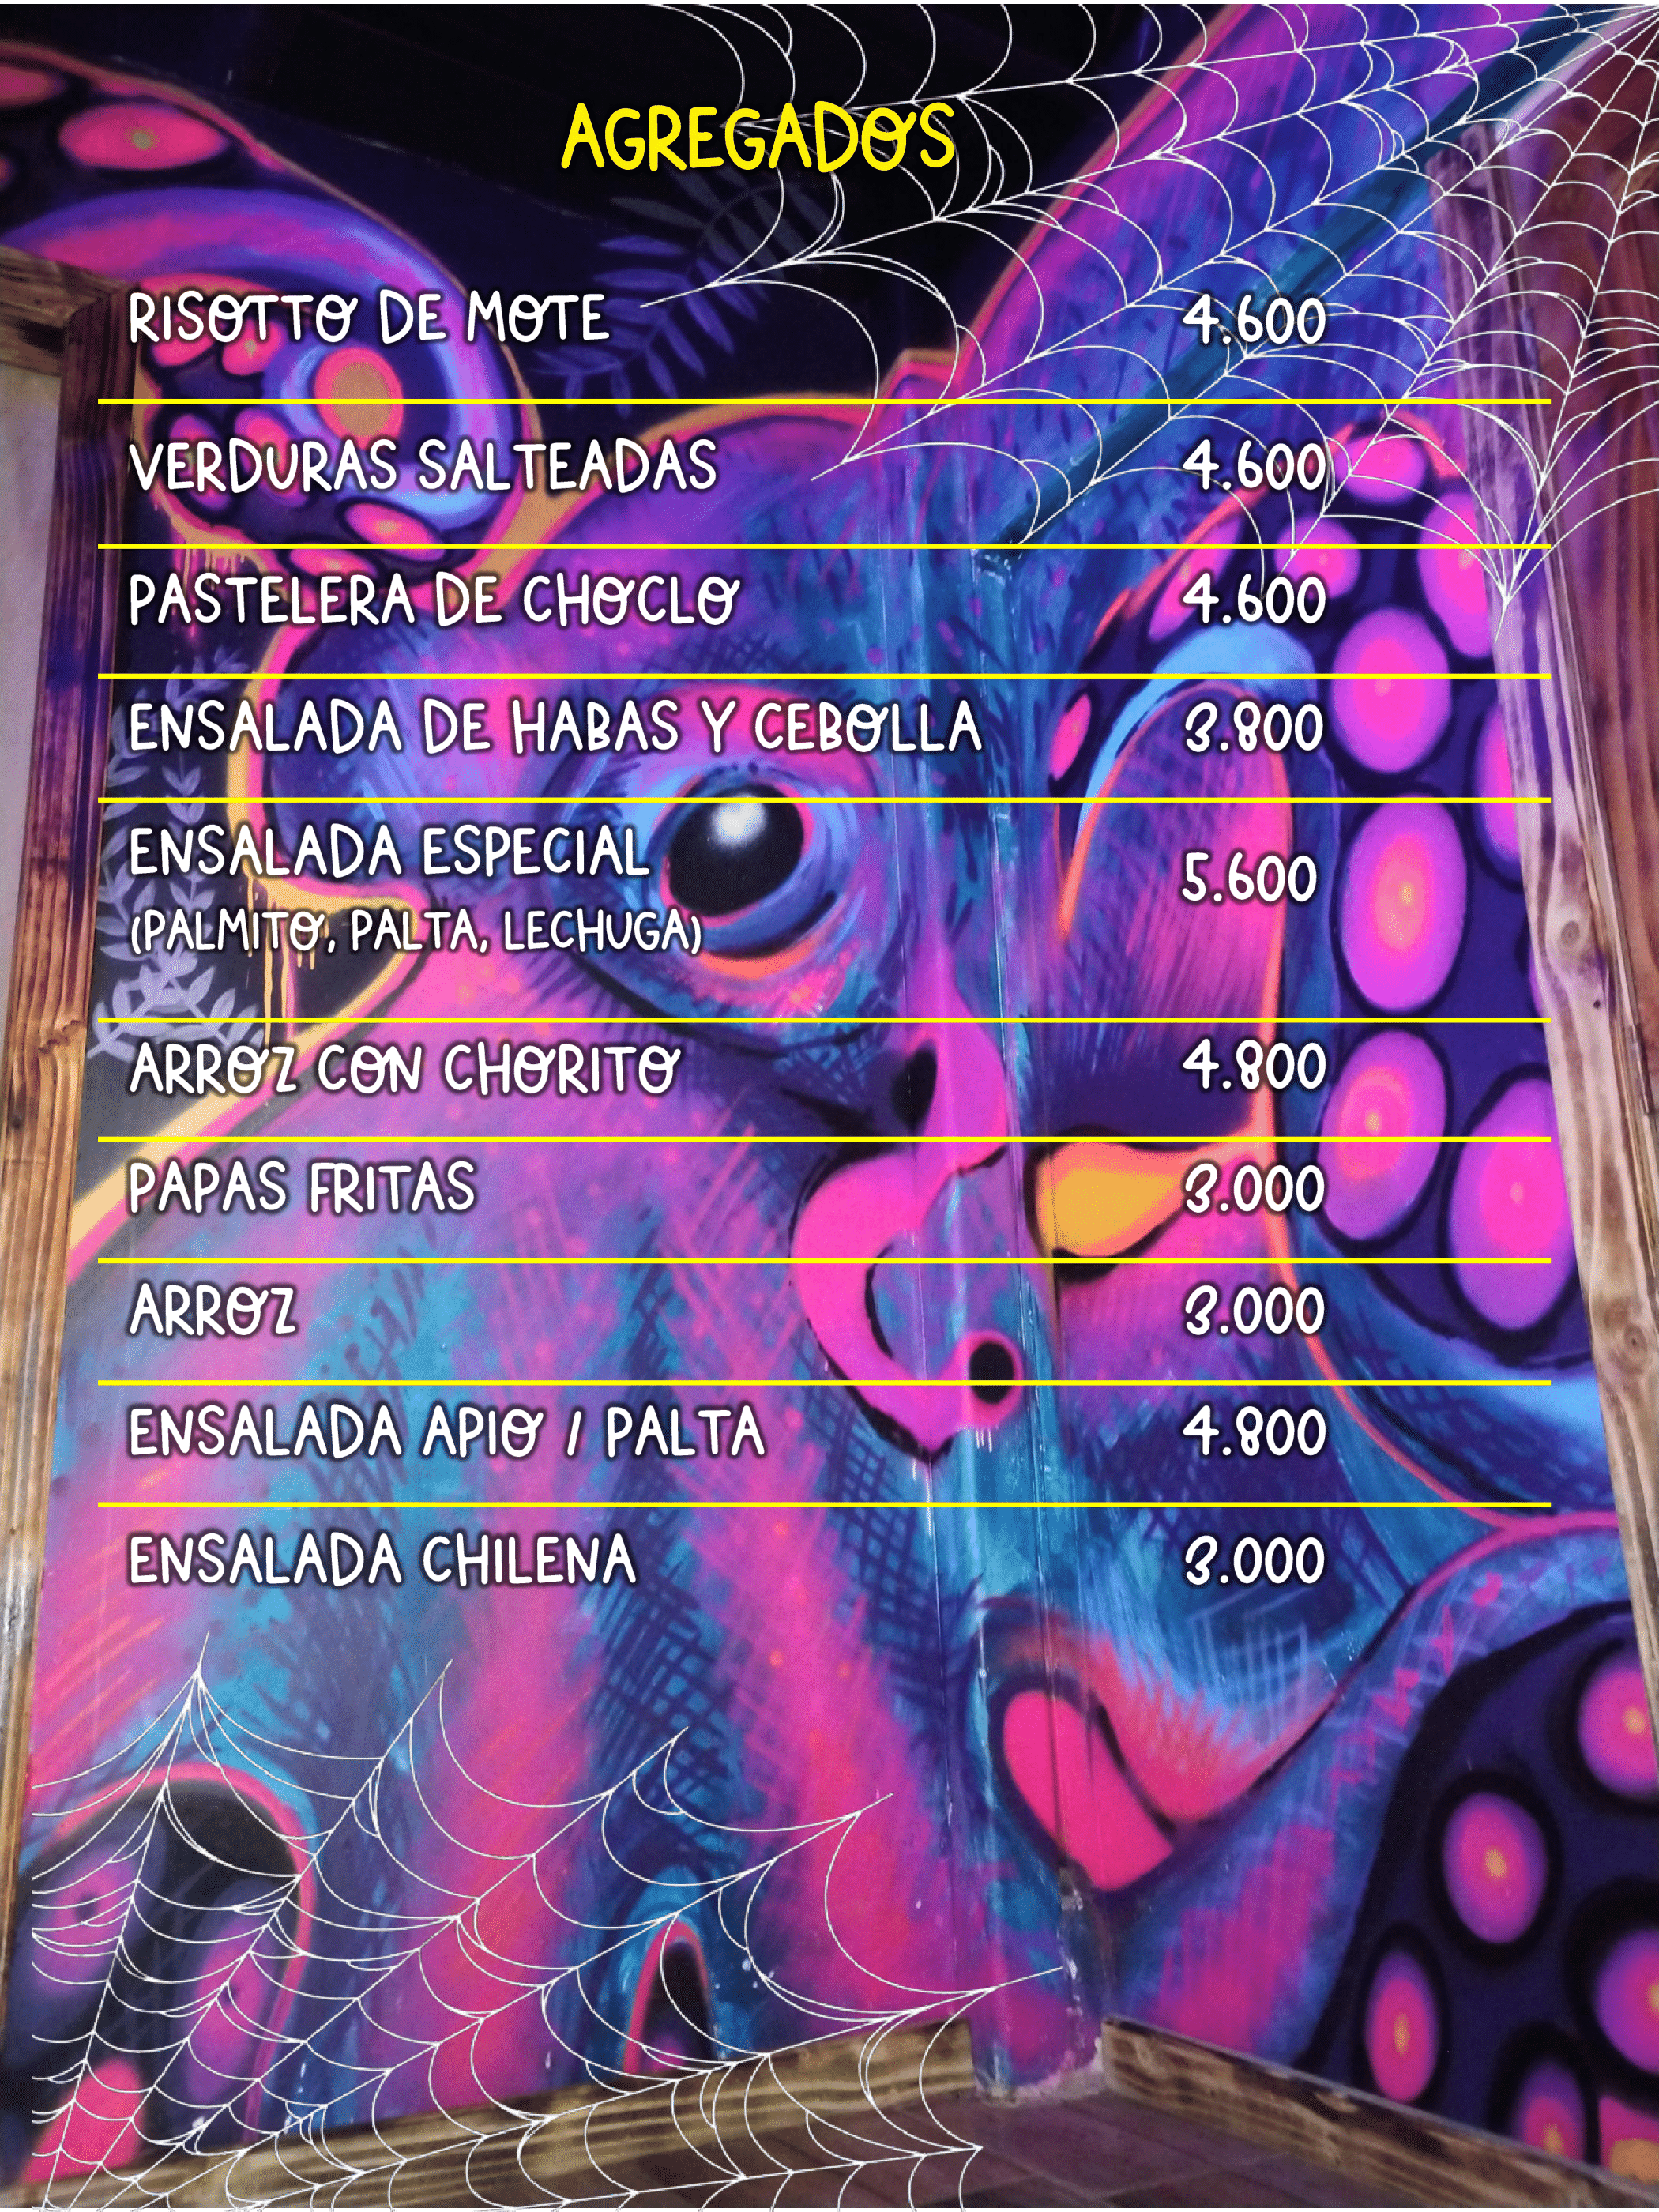 AGREGADOS
RISOTTO DE MOTE 4.600
VERDURAS SALTEADAS 4.600
PASTELERA DE CHOCLO 4.600
ENSALADA DE HABAS Y CEBOLLA 3.800
ENSALADA ESPECIAL 5.600
(PALMITO, PALTA, LECHUGA)
ARROZ CON CHORITO 4.800
PAPAS FRITAS 3.000
ARROZ 3.000
ENSALADA APIO / PALTA 4.800
ENSALADA CHILENA 3.000